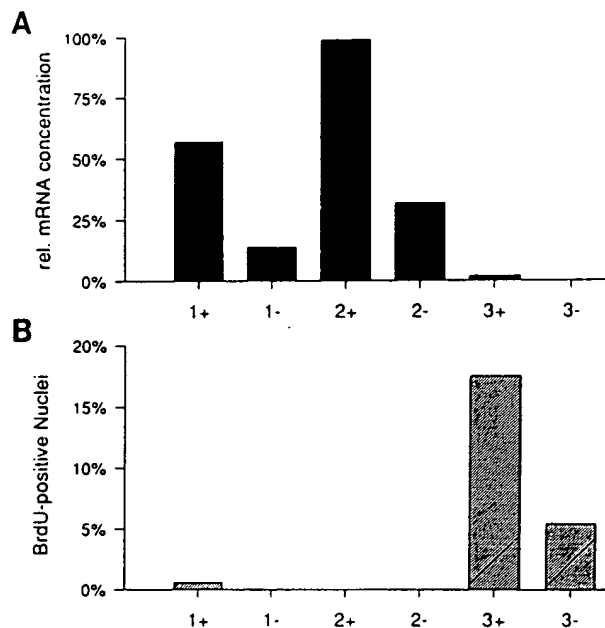 A
rel. mRNA concentration
100%
75%
50%
25%
0%
1+ 1- 2+ 2- 3+ 3-
B
BrdU-positive Nuclei
20%
15%
10%
5%
0%
1+ 1- 2+ 2- 3+ 3-